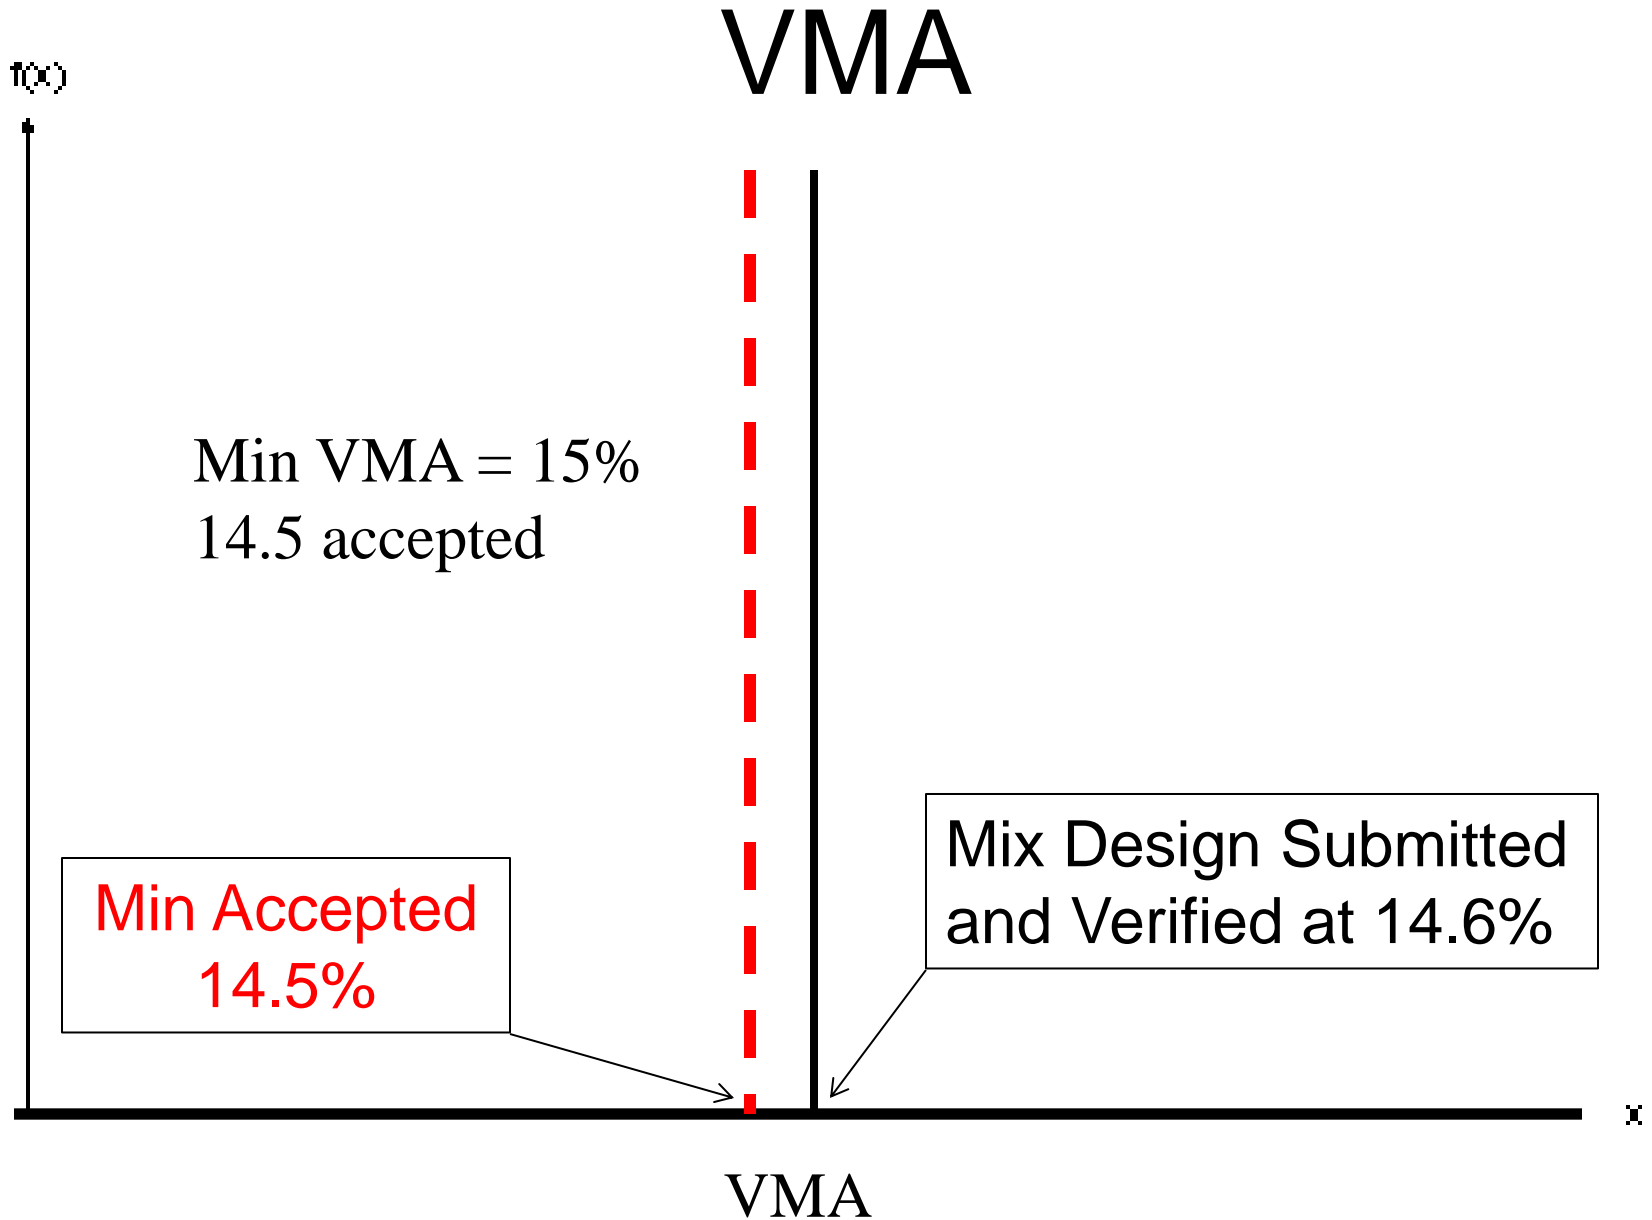 VMA
f(x)
Min VMA = 15%
14.5 accepted
Mix Design Submitted
and Verified at 14.6%
Min Accepted
14.5%
x
VMA